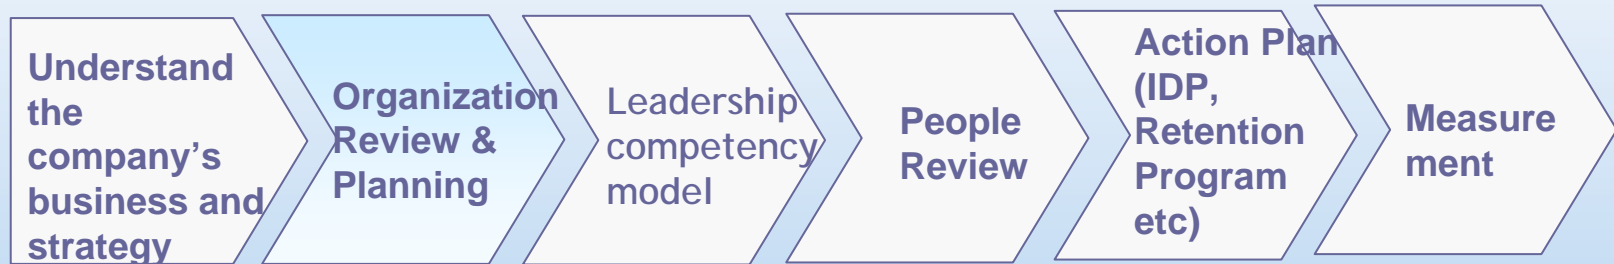 Understand
the
company's
business and
strategy
Organization
Review &
Planning
Leadership
competency
model
People
Review
Action Plan
(IDP,
Retention
Program
etc)
Measure
ment